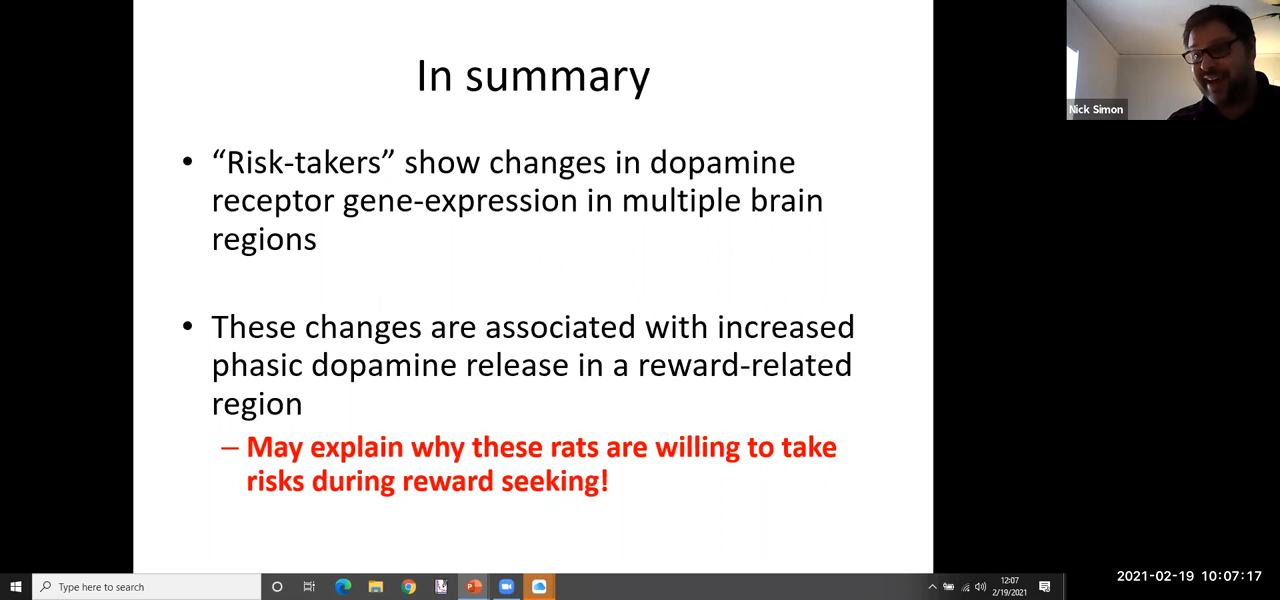 In summary
Nick Simon
• “Risk-takers” show changes in dopamine
receptor gene-expression in multiple brain
regions
• These changes are associated with increased
phasic dopamine release in a reward-related
region
– May explain why these rats are willing to take
risks during reward seeking!
Type here to search
12:07
2/19/2021
2021-02-19 10:07:17